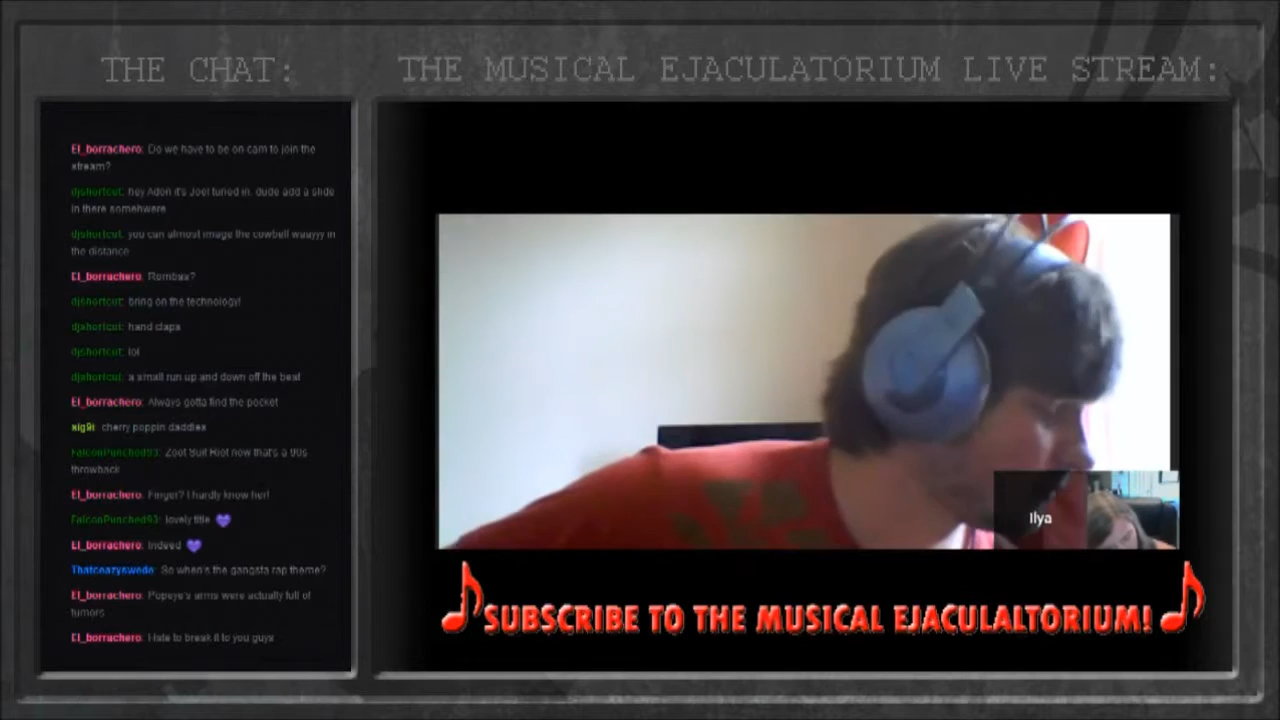 THE CHAT:
THE MUSICAL EJACULATORIUM LIVE STREAM:
El_borrachero: Do we have to be on cam to join the
stream?
djshortcut: hey Adon it's Joel tuned in. dude add a slide
in there somehwere
djshortcut: you can almost image the cowbell waayyy in
the distance
El_borrachero: Rombax?
djshortcut: bring on the technology!
djshortcut: hand claps
djshortcut: lol
djshortcut: a small run up and down off the beat
El_borrachero: Always gotta find the pocket
xig9i: cherry poppin daddies
FalconPunched93: Zoot Suit Riot now that's a 90s
throwback
El_borrachero: Finger? I hardly know her!
FalconPunched93: lovely title
El_borrachero: Indeed
Thatcrazyswede: So when's the gangsta rap theme?
El_borrachero: Popeye's arms were actually full of
tumors
El_borrachero: Hate to break it to you guys
Ilya
SUBSCRIBE TO THE MUSICAL EJACULALTORIUM!